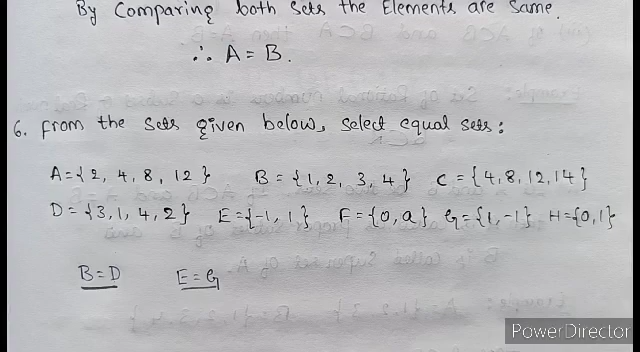 By Comparing both Sets the Elements are Same.
∴ A = B.
6. From the Sets given below, select equal sets :
A = { 2, 4, 8, 12 } B = { 1, 2, 3, 4 } C = { 4, 8, 12, 14 }
D = { 3, 1, 4, 2 } E = { -1, 1 } F = { 0, a } G = { 1, -1 } H = { 0, 1 }
B = D E = G
PowerDirector